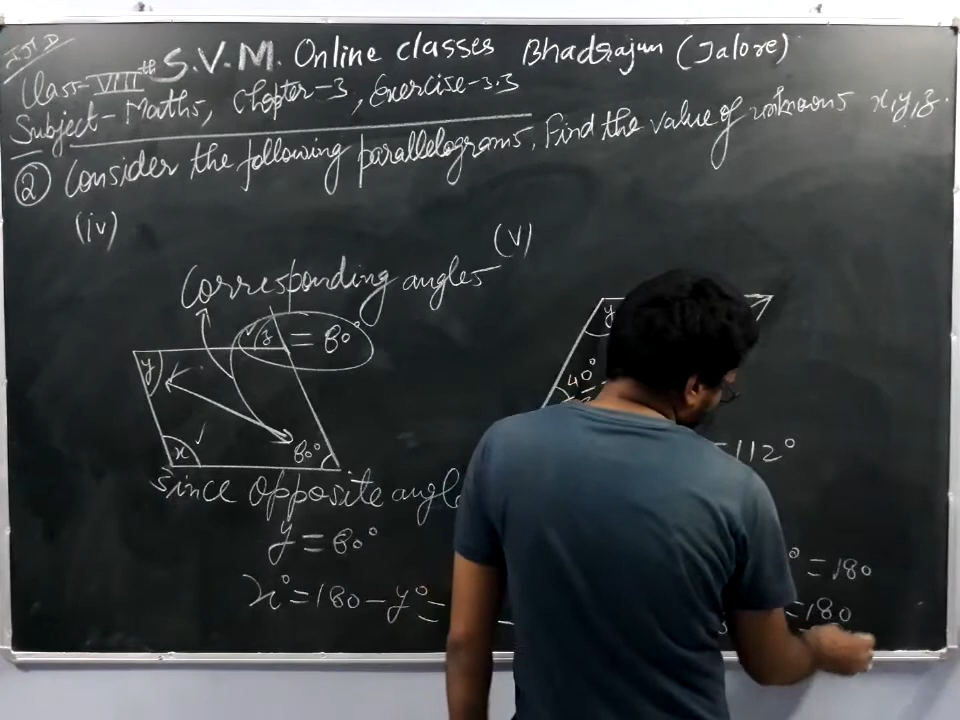 Class-VIIIth S.V.M. Online classes Bhadrajun (Jalore)
Subject-Maths, Chapter-3, Exercise-3.3
② Consider the following parallelograms, Find the value of unknowns x,y,z.
(iv)
(V)
Corresponding angles
z = 80°
y
y
40°
x
80°
=112°
Since opposite angle
y = 80°
° = 180
x° = 180 - y° =
= 180